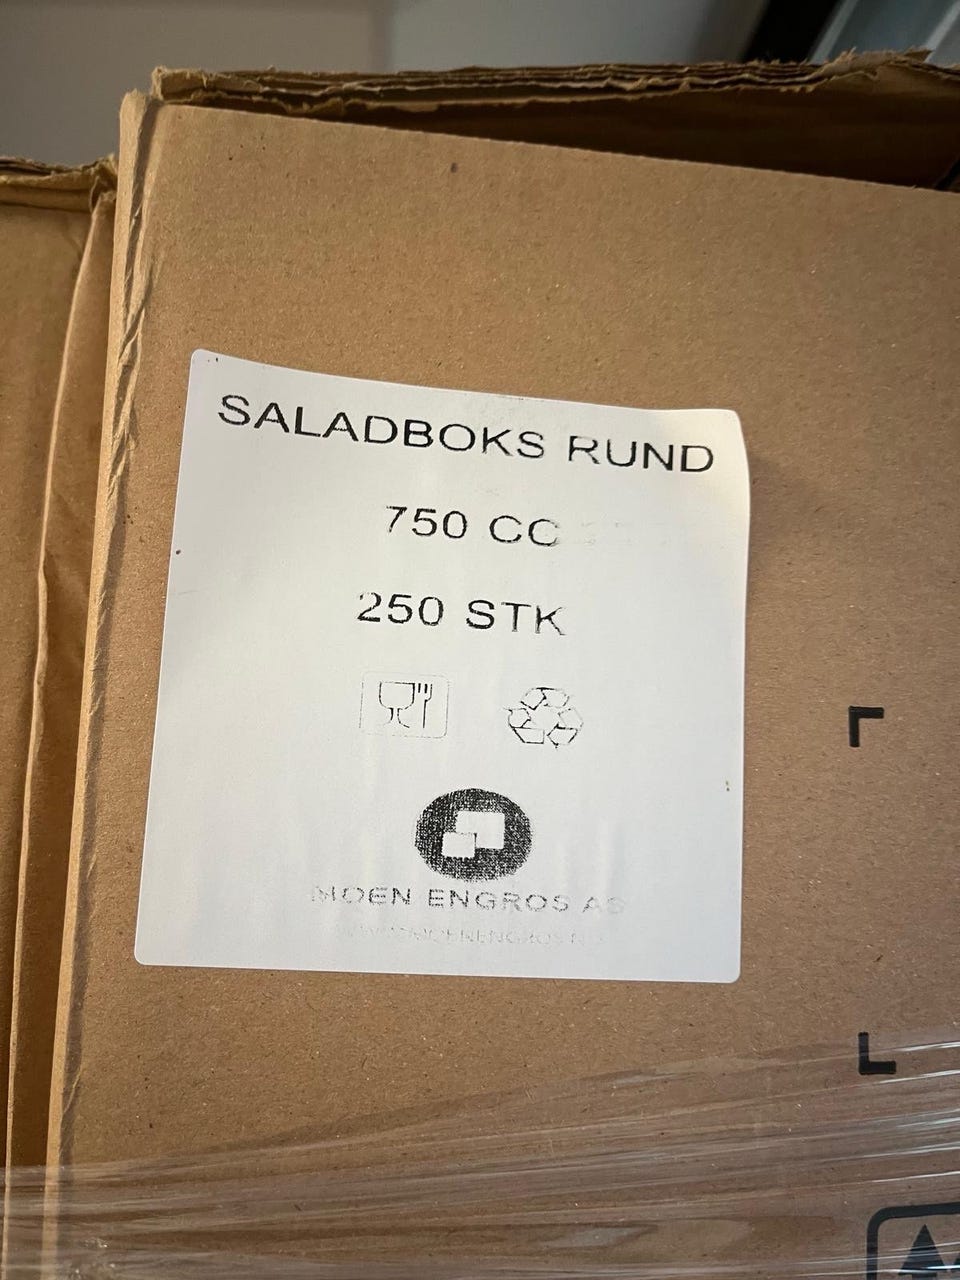 SALADBOKS RUND
750 CC
250 STK
MOEN ENGROS AS